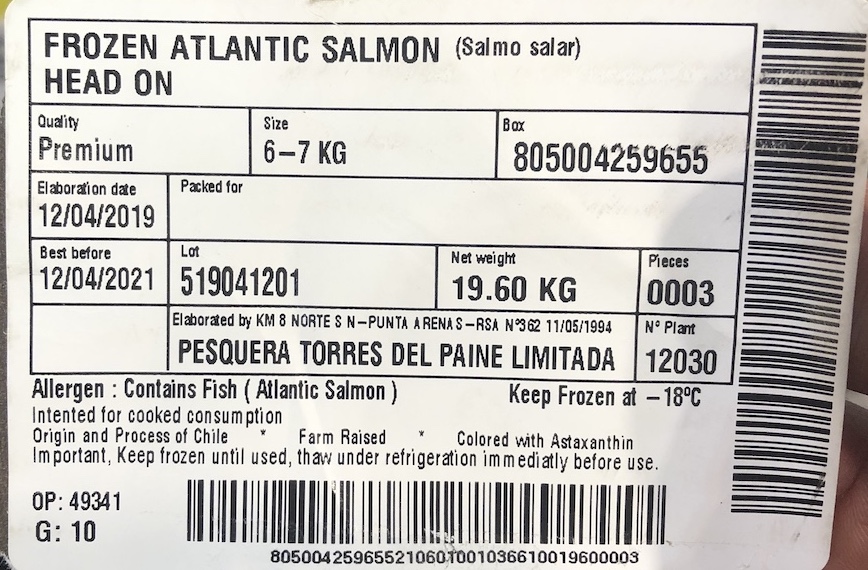 FROZEN ATLANTIC SALMON (Salmo salar)
HEAD ON
Quality
Premium
Size
6-7 KG
Box
805004259655
Elaboration date
12/04/2019
Packed for
Best before
12/04/2021
Lot
519041201
Net weight
19.60 KG
Pieces
0003
Elaborated by KM 8 NORTE S N-PUNTA ARENAS-RSA N°362 11/05/1994
PESQUERA TORRES DEL PAINE LIMITADA
N° Plant
12030
Allergen : Contains Fish ( Atlantic Salmon )
Keep Frozen at -18ºC
Intented for cooked consumption
Origin and Process of Chile * Farm Raised * Colored with Astaxanthin
Important, Keep frozen until used, thaw under refrigeration immediatly before use.
OP: 49341
G: 10
80500425965521060100103661001960​0003